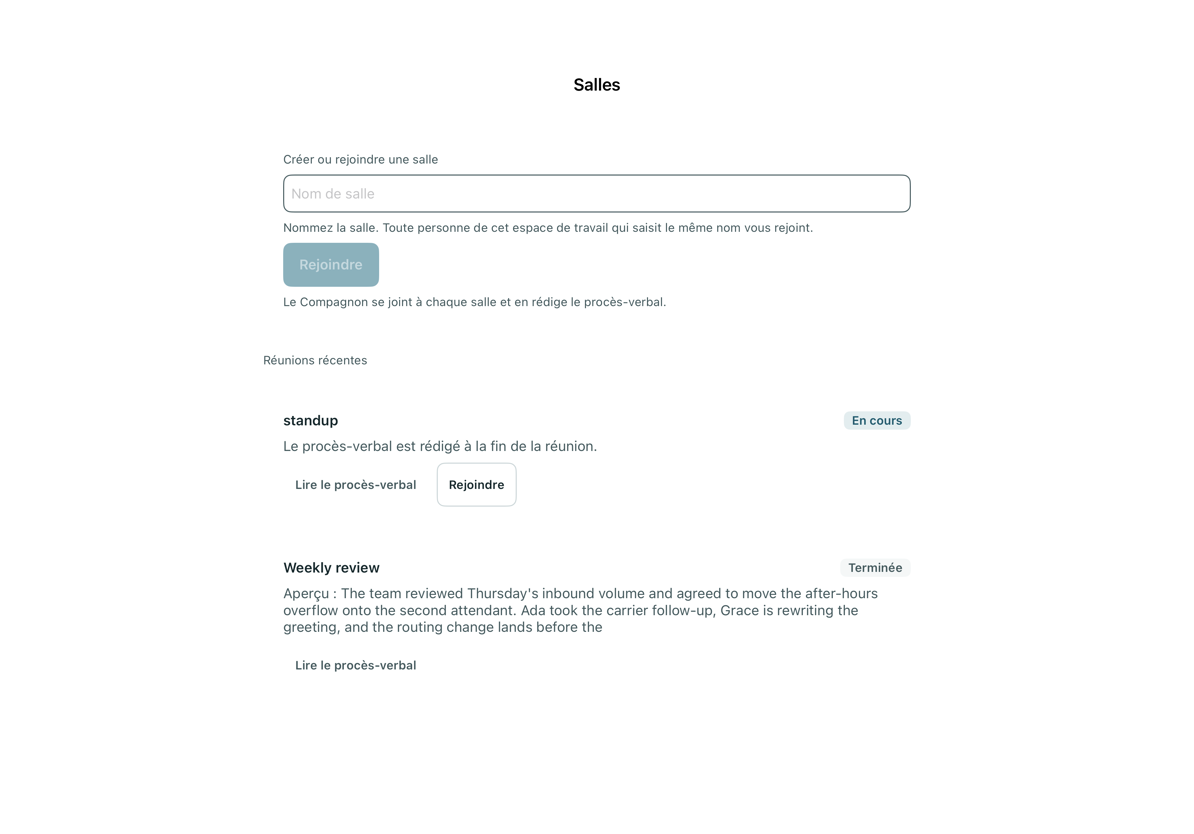 Salles
Créer ou rejoindre une salle
Nom de salle
Nommez la salle. Toute personne de cet espace de travail qui saisit le même nom vous rejoint.
Rejoindre
Le Compagnon se joint à chaque salle et en rédige le procès-verbal.
Réunions récentes
standup
En cours
Le procès-verbal est rédigé à la fin de la réunion.
Lire le procès-verbal
Rejoindre
Weekly review
Terminée
Aperçu : The team reviewed Thursday's inbound volume and agreed to move the after-hours
overflow onto the second attendant. Ada took the carrier follow-up, Grace is rewriting the
greeting, and the routing change lands before the
Lire le procès-verbal